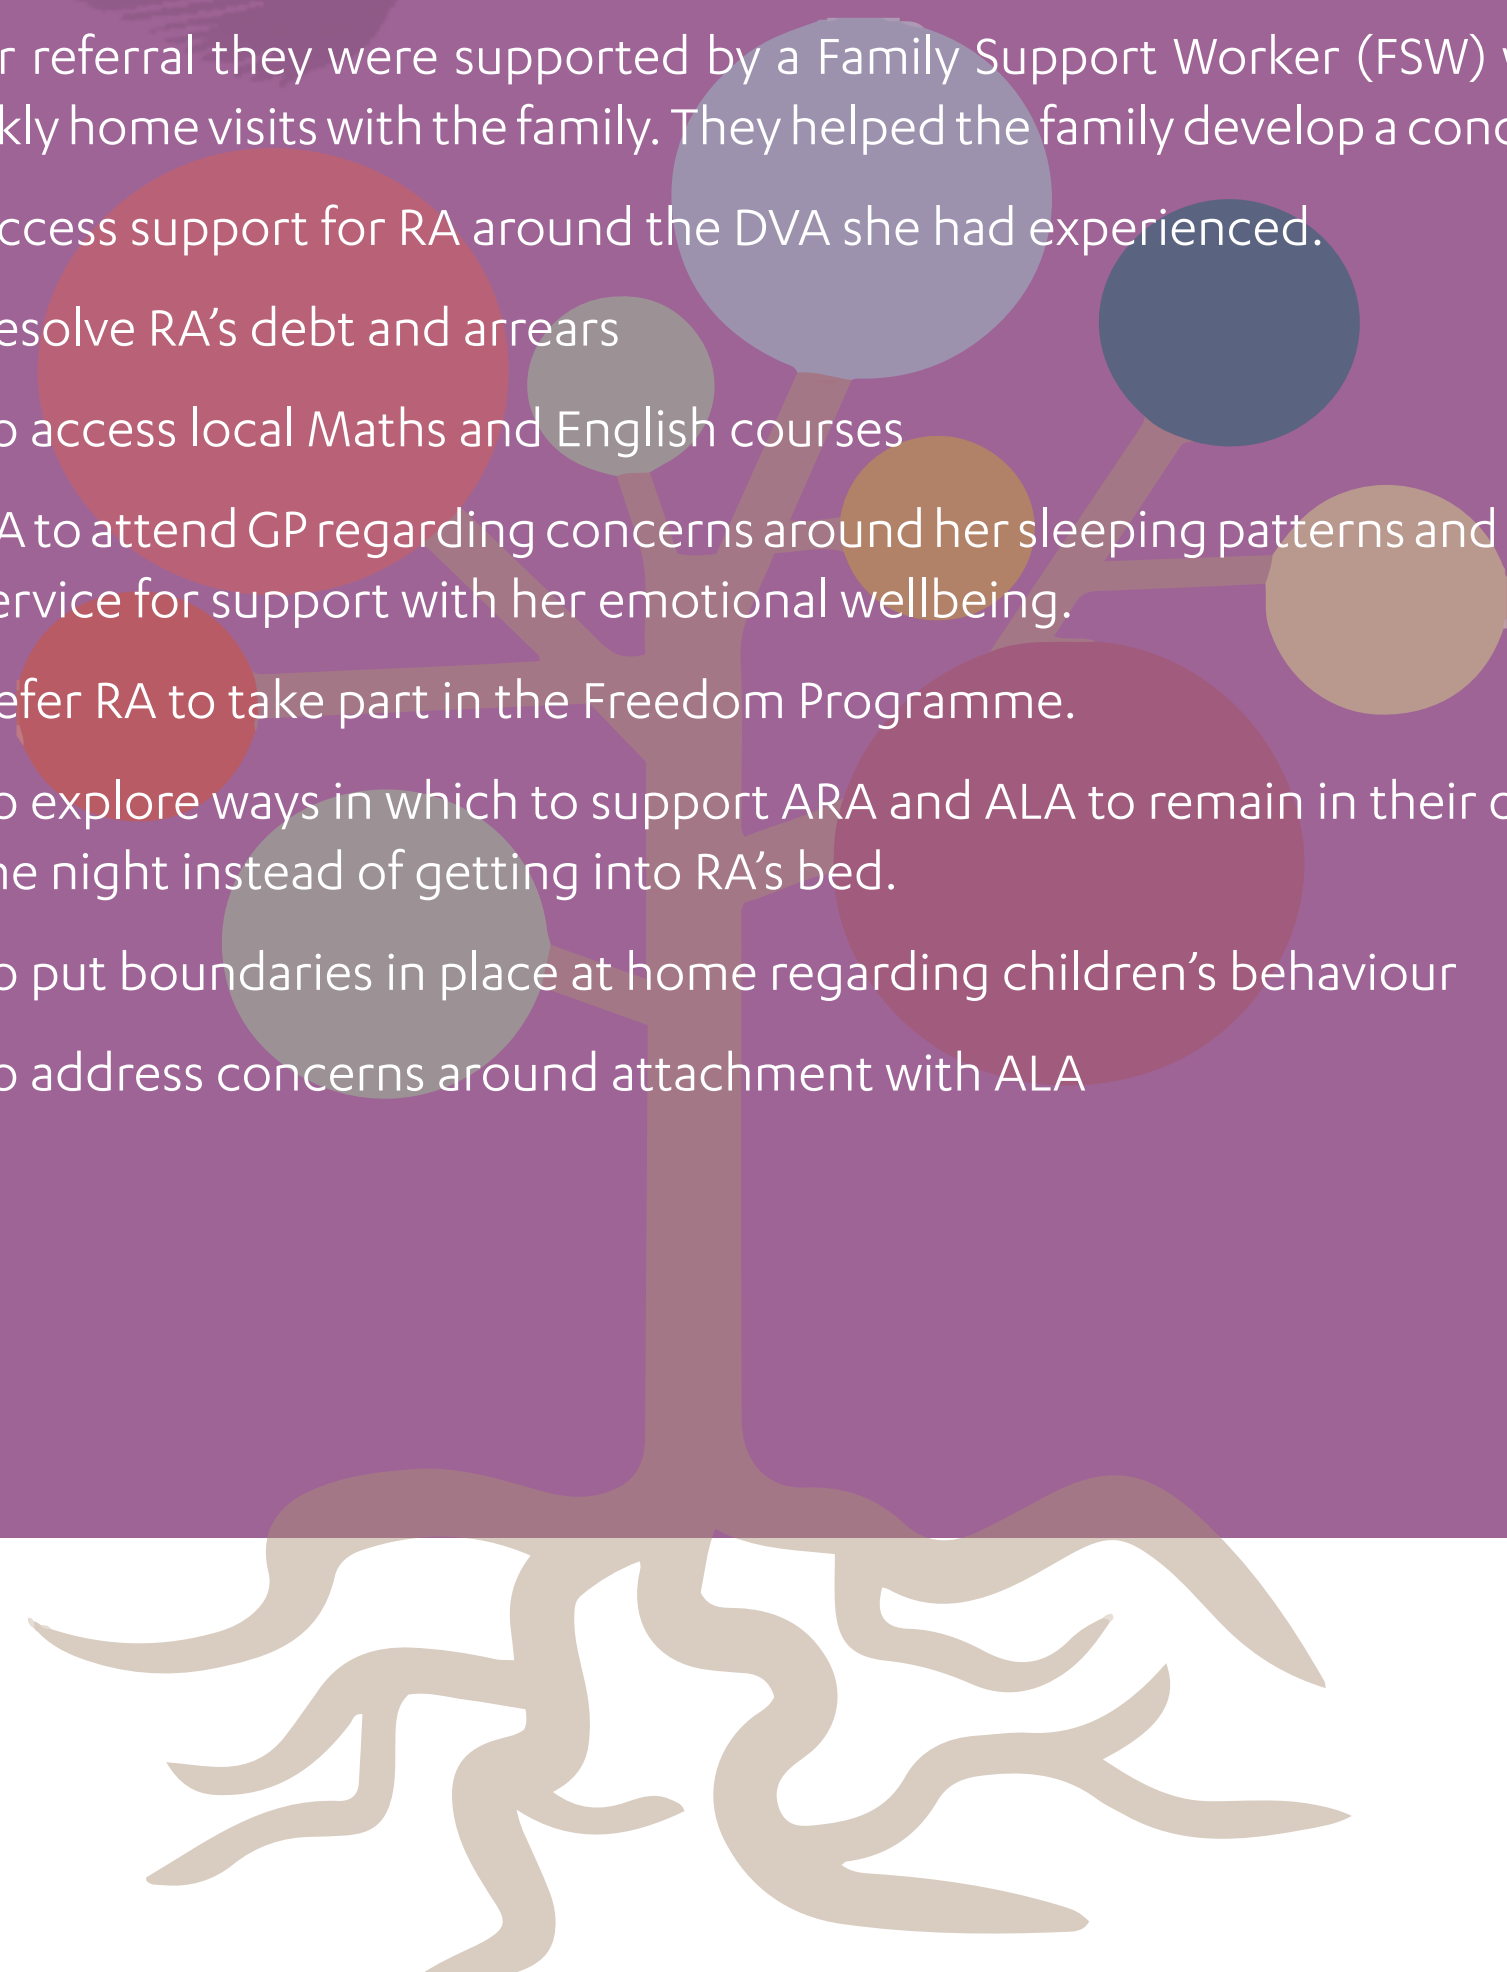 r referral they were supported by a Family Support Worker (FSW)
kly home visits with the family. They helped the family develop a
ccess support for RA around the DVA she had experienced.
esolve RA’s debt and arrears
o access local Maths and English courses
A to attend GP regarding concerns around her sleeping patterns and
ervice for support with her emotional wellbeing.
efer RA to take part in the Freedom Programme.
o explore ways in which to support ARA and ALA to remain in their
he night instead of getting into RA’s bed.
o put boundaries in place at home regarding children’s behaviour
o address concerns around attachment with ALA